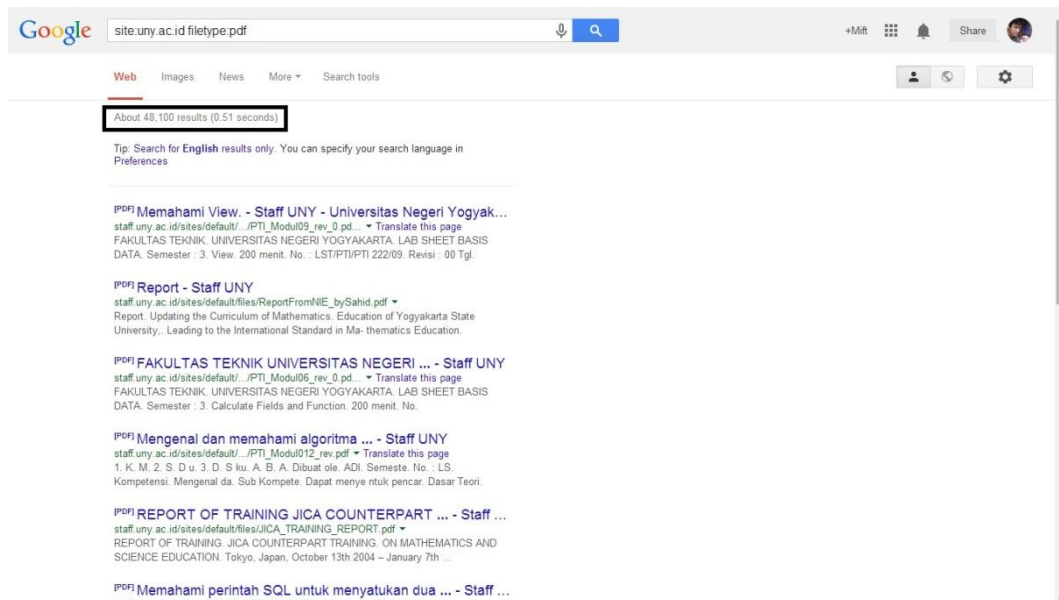 Google site:uny.ac.id filetype:pdf +Mift Share
Web Images News More Search tools
About 48,100 results (0.51 seconds)
Tip: Search for English results only. You can specify your search language in
Preferences
[PDF] Memahami View. - Staff UNY - Universitas Negeri Yogyak...
staff.uny.ac.id/sites/default/.../PTI_Modul09_rev_0.pd... Translate this page
FAKULTAS TEKNIK. UNIVERSITAS NEGERI YOGYAKARTA. LAB SHEET BASIS
DATA. Semester : 3. View. 200 menit. No. : LST/PTI/PTI 222/09. Revisi : 00 Tgl.
[PDF] Report - Staff UNY
staff.uny.ac.id/sites/default/files/ReportFromNIE_bySahid.pdf
Report. Updating the Curriculum of Mathematics. Education of Yogyakarta State
University,. Leading to the International Standard in Ma- thematics Education.
[PDF] FAKULTAS TEKNIK UNIVERSITAS NEGERI ... - Staff UNY
staff.uny.ac.id/sites/default/.../PTI_Modul06_rev_0.pd... Translate this page
FAKULTAS TEKNIK. UNIVERSITAS NEGERI YOGYAKARTA. LAB SHEET BASIS
DATA. Semester : 3. Calculate Fields and Function. 200 menit. No.
[PDF] Mengenal dan memahami algoritma ... - Staff UNY
staff.uny.ac.id/sites/default/.../PTI_Modul012_rev.pdf Translate this page
1. K. M. 2. S. D u. 3. D. S ku. A. B. A. Dibuat ole. ADI. Semeste. No. : LS.
Kompetensi. Mengenal da. Sub Kompete. Dapat menye ntuk pencar. Dasar Teori.
[PDF] REPORT OF TRAINING JICA COUNTERPART ... - Staff ...
staff.uny.ac.id/sites/default/files/JICA_TRAINING_REPORT.pdf
REPORT OF TRAINING. JICA COUNTERPART TRAINING. ON MATHEMATICS AND
SCIENCE EDUCATION. Tokyo, Japan, October 13th 2004 – January 7th ...
[PDF] Memahami perintah SQL untuk menyatukan dua ... - Staff ...